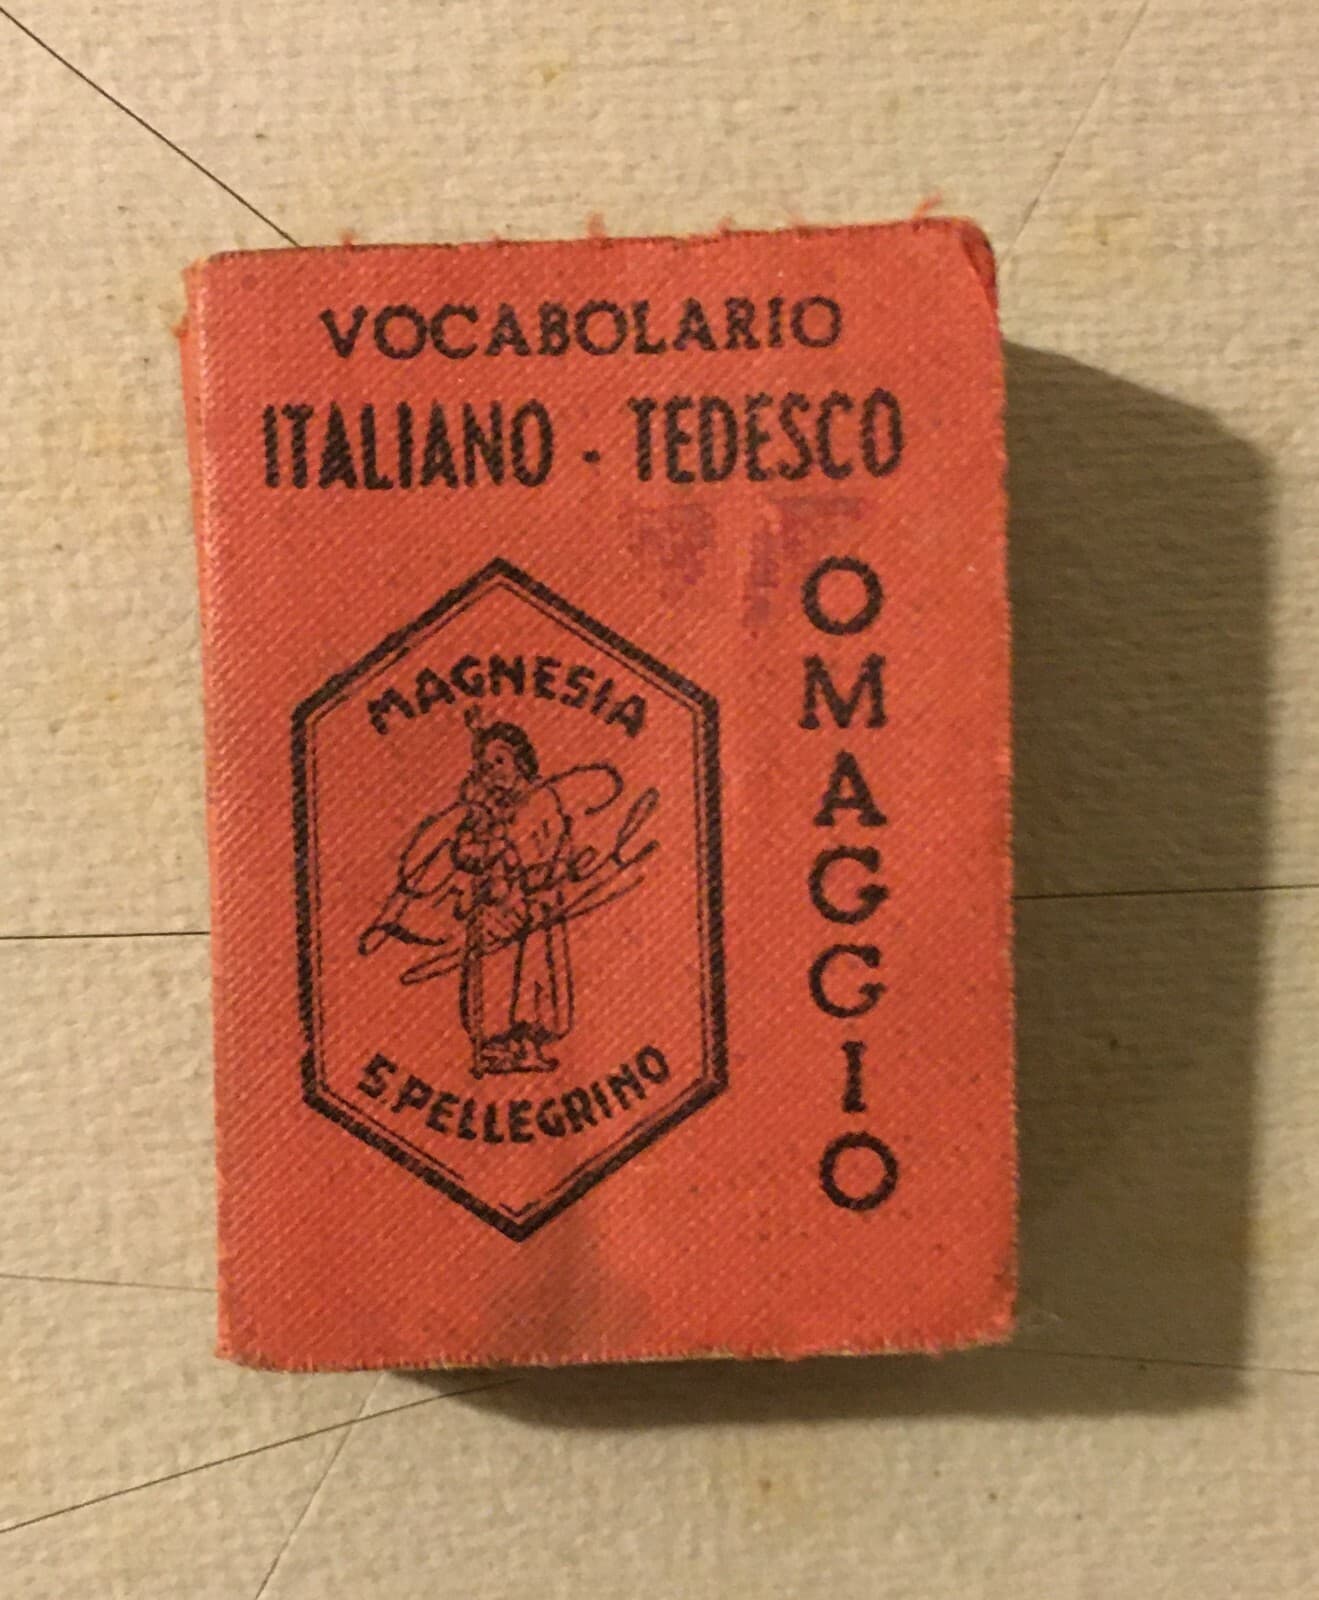 VOCABOLARIO
ITALIANO - TEDESCO
MAGNESIA
S.PELLEGRINO
OMAGGIO